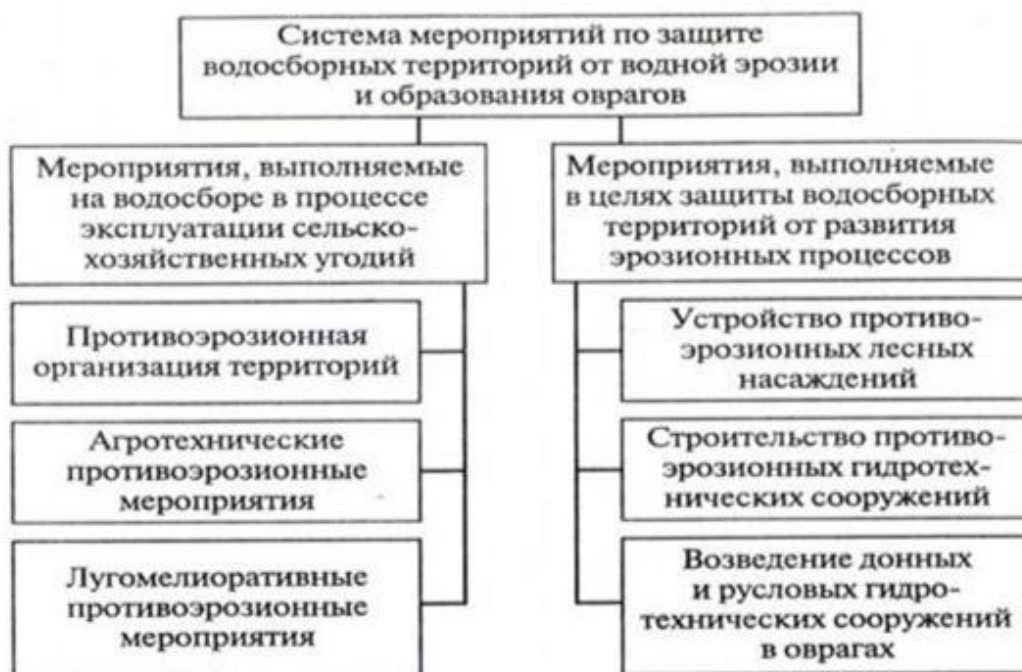 Система мероприятий по защите
водосборных территорий от водной эрозии
и образования оврагов
Мероприятия, выполняемые
на водосборе в процессе
эксплуатации сельско-
хозяйственных угодий
Противоэрозионная
организация территорий
Агротехнические
противоэрозионные
мероприятия
Лугомелиоративные
противоэрозионные
мероприятия
Мероприятия, выполняемые
в целях защиты водосборных
территорий от развития
эрозионных процессов
Устройство противо-
эрозионных лесных
насаждений
Строительство противо-
эрозионных гидротех-
нических сооружений
Возведение донных
и русловых гидро-
технических сооружений
в оврагах